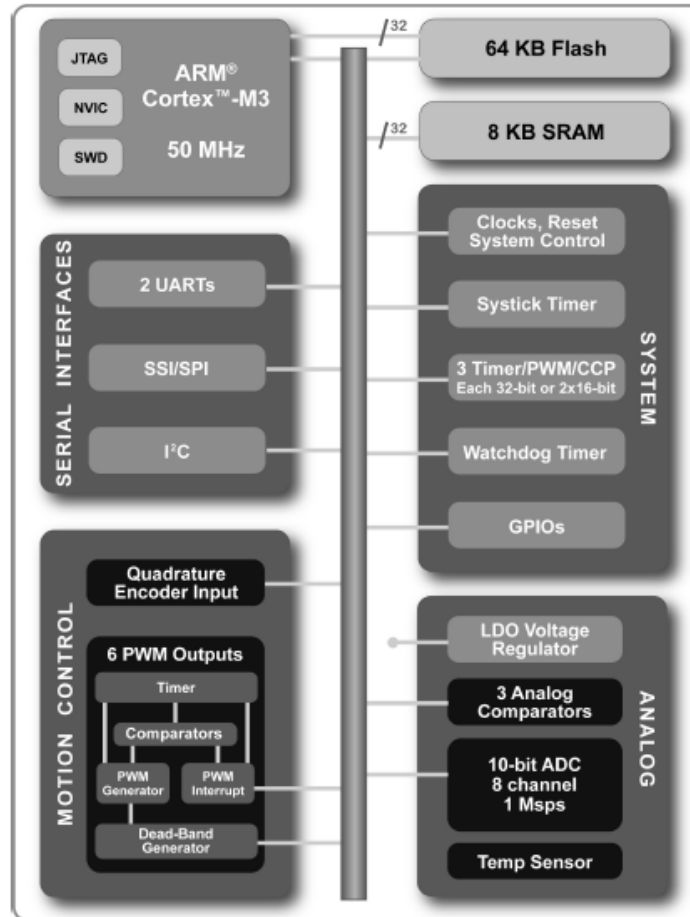 JTAG
NVIC
SWD
ARM®
Cortex™-M3
50 MHz
32
64 KB Flash
32
8 KB SRAM
SERIAL INTERFACES
2 UARTs
SSI/SPI
I²C
SYSTEM
Clocks, Reset
System Control
Systick Timer
3 Timer/PWM/CCP
Each 32-bit or 2x16-bit
Watchdog Timer
GPIOs
MOTION CONTROL
Quadrature
Encoder Input
6 PWM Outputs
Timer
Comparators
PWM
Generator
PWM
Interrupt
Dead-Band
Generator
ANALOG
LDO Voltage
Regulator
3 Analog
Comparators
10-bit ADC
8 channel
1 Msps
Temp Sensor